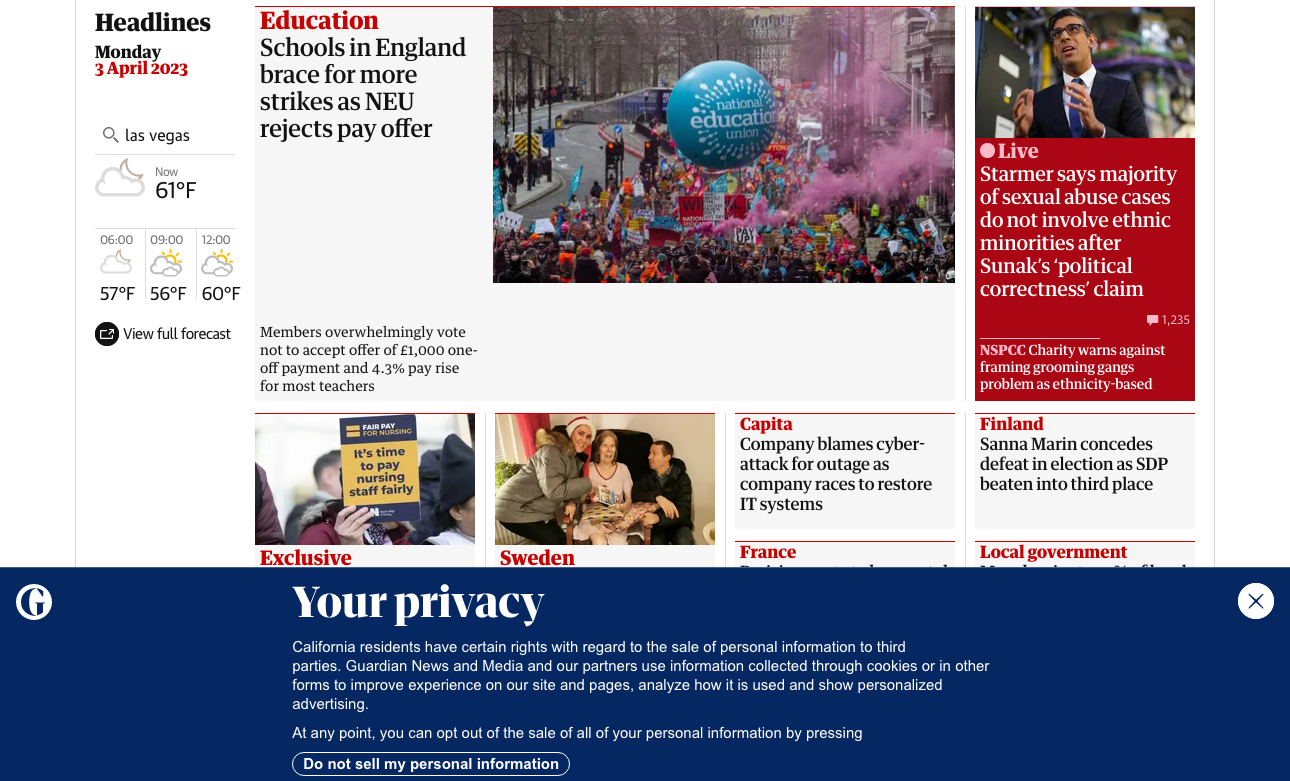 Headlines
Monday
3 April 2023
las vegas
Now
61°F
06:00
09:00
12:00
57°F
56°F
60°F
View full forecast
Education
Schools in England
brace for more
strikes as NEU
rejects pay offer
Members overwhelmingly vote
not to accept offer of £1,000 one-
off payment and 4.3% pay rise
for most teachers
national
education
union
PAY
Live
Starmer says majority
of sexual abuse cases
do not involve ethnic
minorities after
Sunak's 'political
correctness' claim
1,235
NSPCC Charity warns against
framing grooming gangs
problem as ethnicity-based
FAIR PAY
FOR NURSING
It's time
to pay
nursing
staff fairly
Exclusive
Sweden
Capita
Company blames cyber-
attack for outage as
company races to restore
IT systems
France
Finland
Sanna Marin concedes
defeat in election as SDP
beaten into third place
Local government
G
Your privacy
California residents have certain rights with regard to the sale of personal information to third
parties. Guardian News and Media and our partners use information collected through cookies or in other
forms to improve experience on our site and pages, analyze how it is used and show personalized
advertising.
At any point, you can opt out of the sale of all of your personal information by pressing
Do not sell my personal information